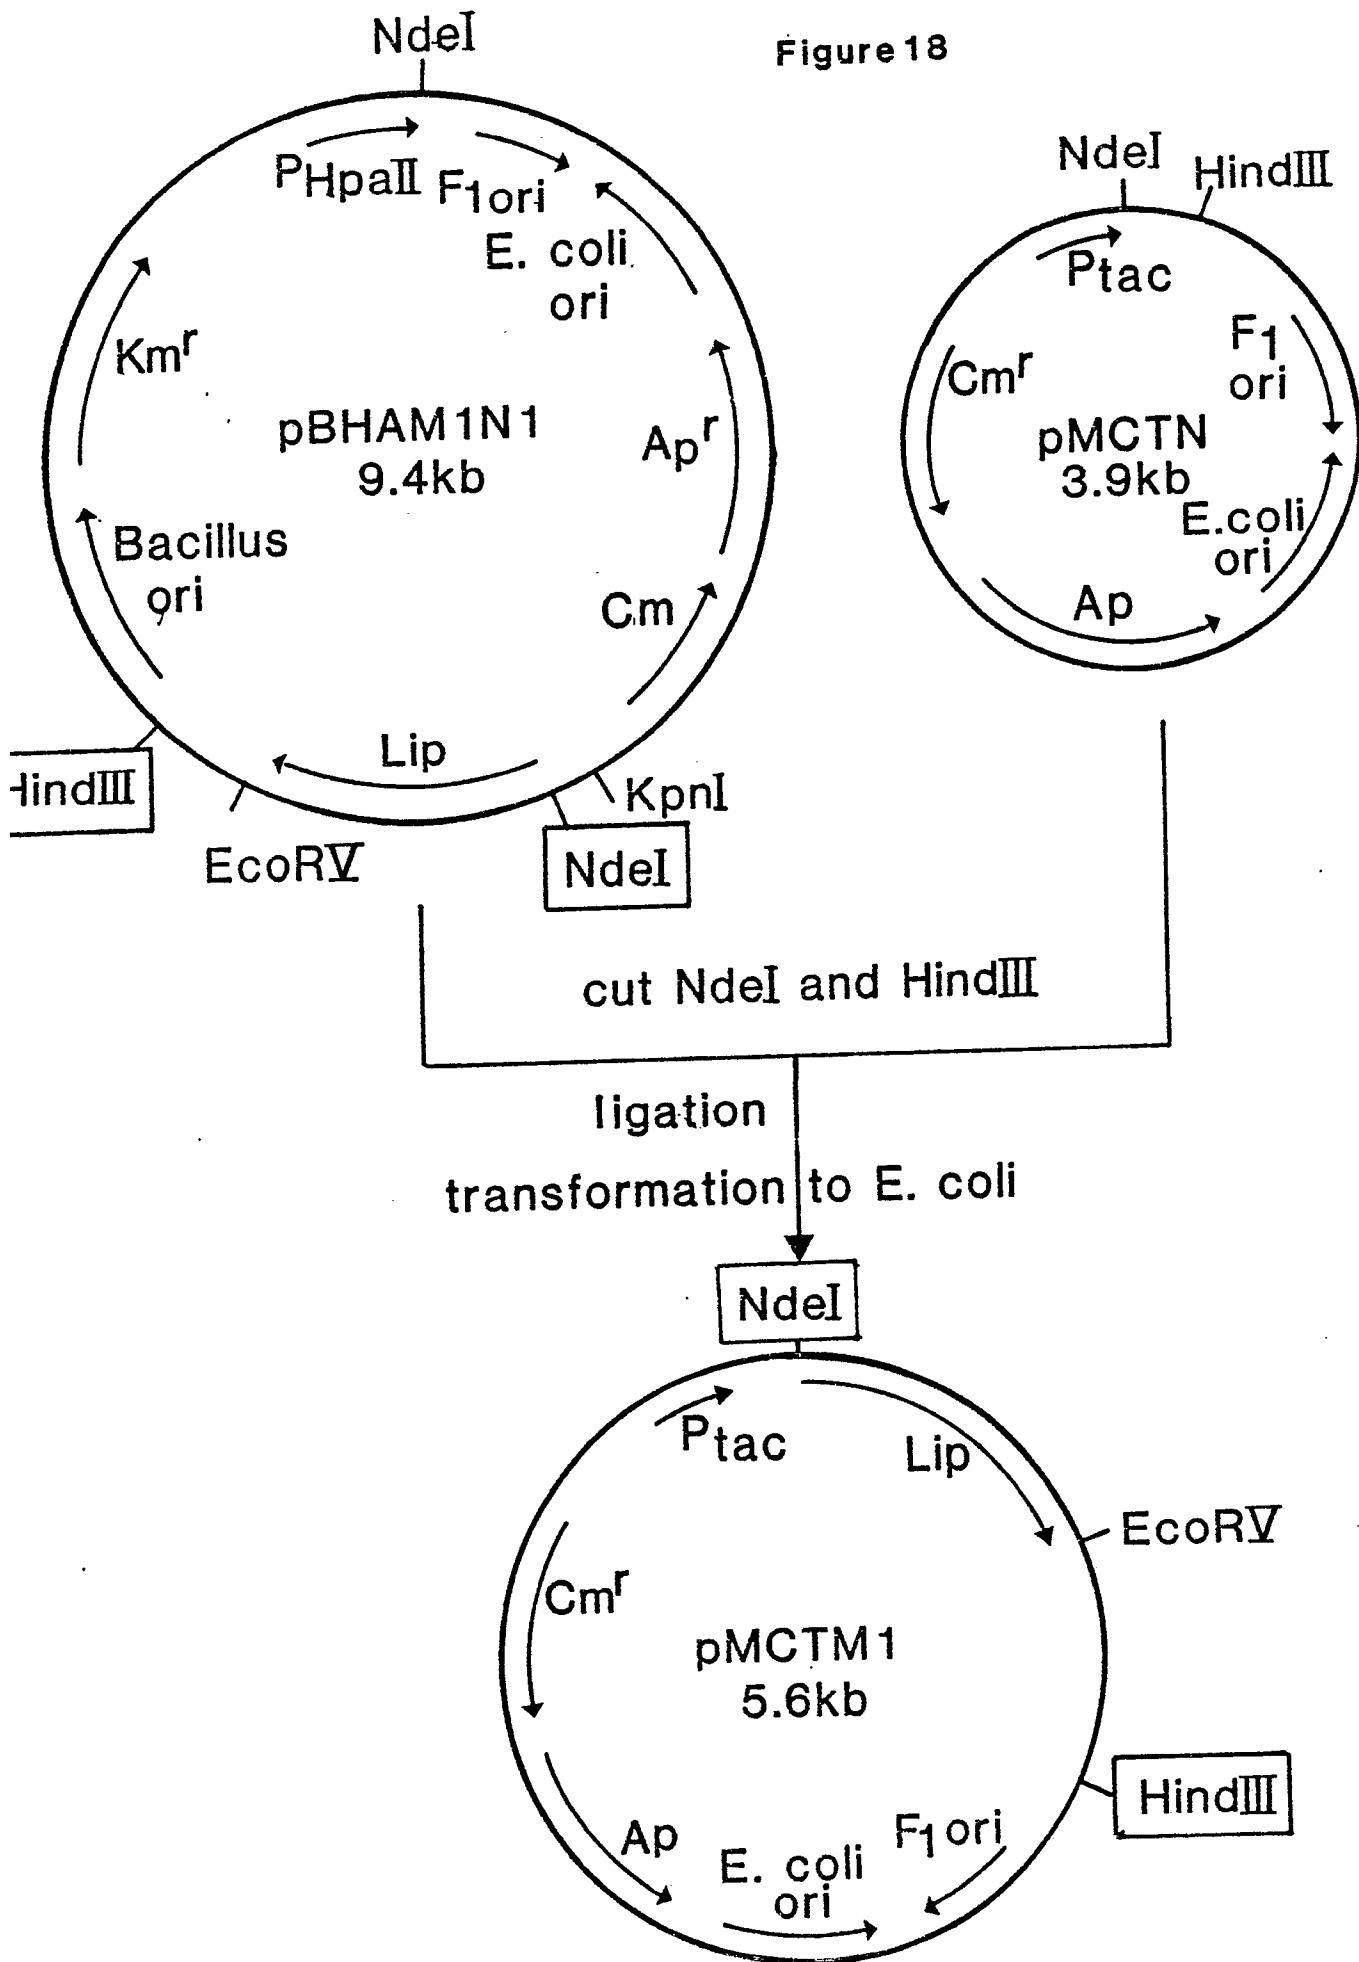 Figure 18
NdeI
PHpaII
F1ori
E. coli
ori
Kmr
pBHAM1N1
9.4kb
Apr
Bacillus
ori
Cm
Lip
HindIII
EcoRV
KpnI
NdeI
NdeI
HindIII
Ptac
Cmr
F1
ori
pMCTN
3.9kb
E.coli
ori
Ap
cut NdeI and HindIII
ligation
transformation to E. coli
NdeI
Ptac
Lip
EcoRV
Cmr
pMCTM1
5.6kb
HindIII
Ap
E. coli
ori
F1 ori